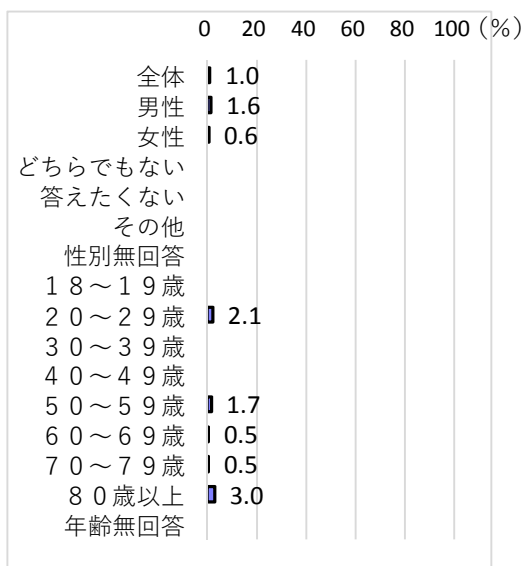 0 20 40 60 80 100 (%)
全体 1.0
男性 1.6
女性 0.6
どちらでもない
答えたくない
その他
性別無回答
１８～１９歳
２０～２９歳 2.1
３０～３９歳
４０～４９歳
５０～５９歳 1.7
６０～６９歳 0.5
７０～７９歳 0.5
８０歳以上 3.0
年齢無回答